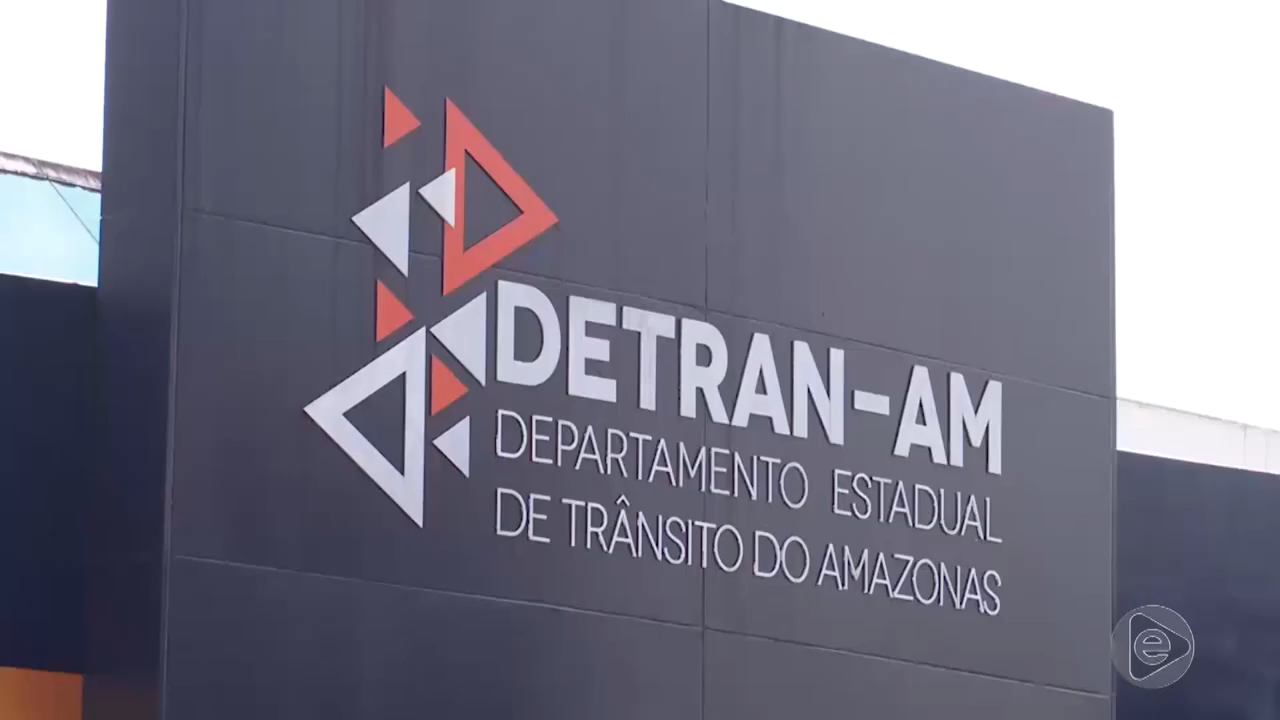 DETRAN-AM
DEPARTAMENTO ESTADUAL
DE TRÂNSITO DO AMAZONAS
e